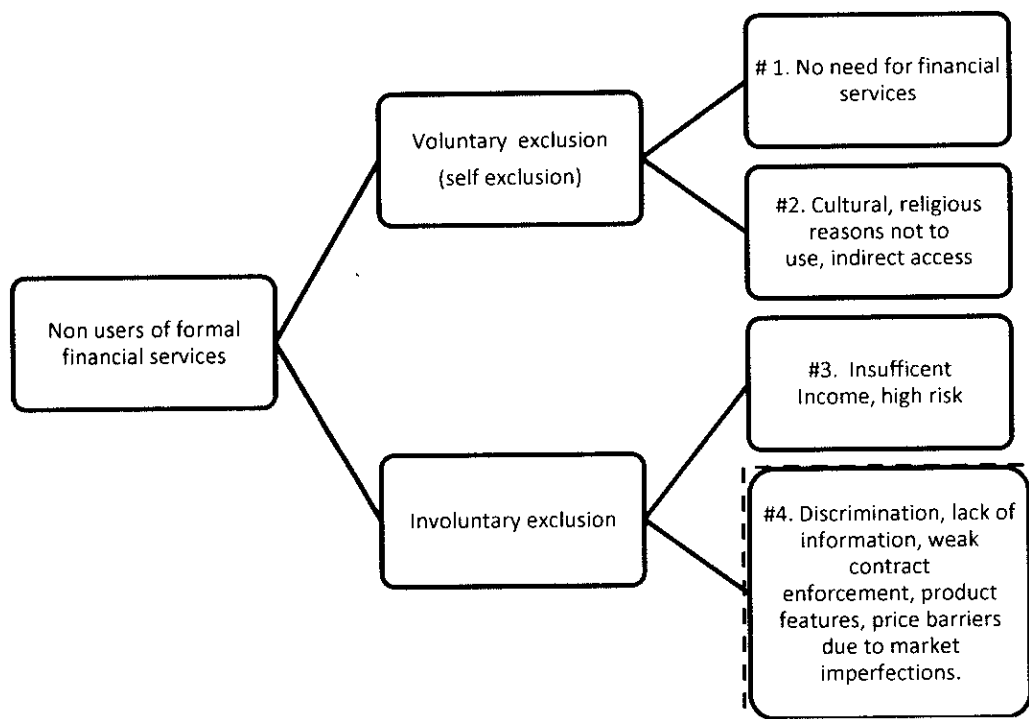 # 1. No need for financial
services
Voluntary exclusion
(self exclusion)
#2. Cultural, religious
reasons not to
use, indirect access
Non users of formal
financial services
#3. Insufficent
Income, high risk
Involuntary exclusion
#4. Discrimination, lack of
information, weak
contract
enforcement, product
features, price barriers
due to market
imperfections.